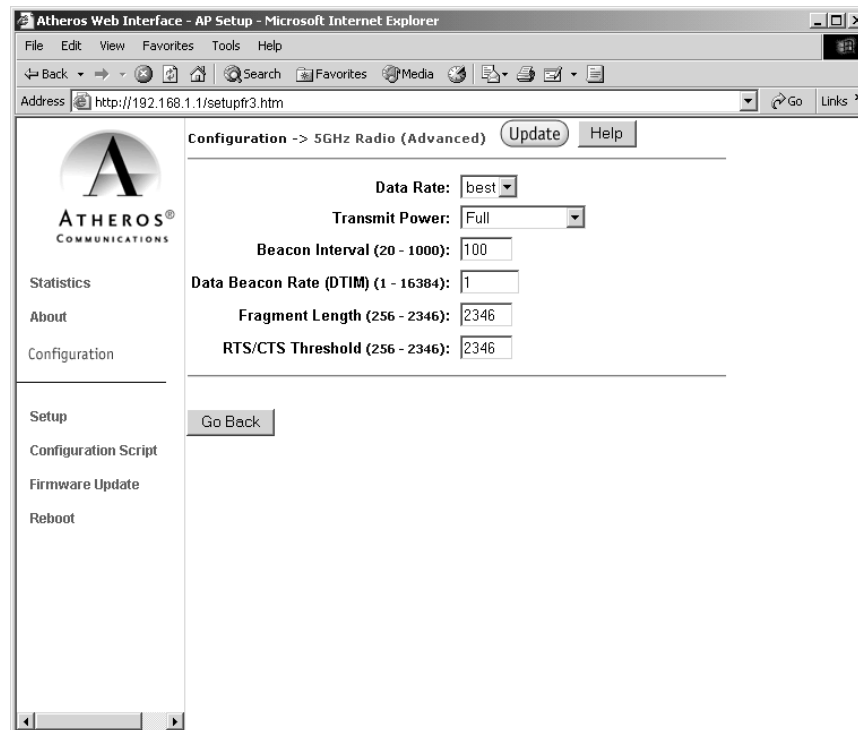 Atheros Web Interface - AP Setup - Microsoft Internet Explorer
File Edit View Favorites Tools Help
Back Search Favorites Media
Address http://192.168.1.1/setupfr3.htm Go Links
ATHEROS®
COMMUNICATIONS
Statistics
About
Configuration
Setup
Configuration Script
Firmware Update
Reboot
Configuration -> 5GHz Radio (Advanced) Update Help
Data Rate: best
Transmit Power: Full
Beacon Interval (20 - 1000): 100
Data Beacon Rate (DTIM) (1 - 16384): 1
Fragment Length (256 - 2346): 2346
RTS/CTS Threshold (256 - 2346): 2346
Go Back